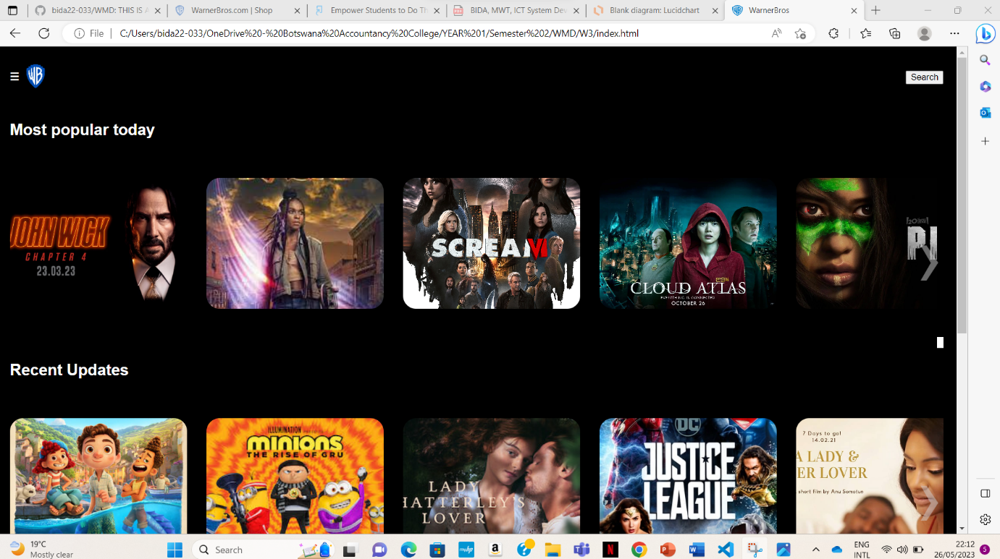 bida22-033/WMD: THIS IS A
WarnerBros.com | Shop
Empower Students to Do Th
BIDA, MWT, ICT System Dev
Blank diagram: Lucidchart
WarnerBros
File
C:/Users/bida22-033/OneDrive%20-%20Botswana%20Accountancy%20College/YEAR%201/Semester%202/WMD/W3/index.html
WB
Search
Most popular today
JOHN WICK
CHAPTER 4
23.03.23
SCREAM VI
CLOUD ATLAS
EVERYTHING IS CONNECTED
OCTOBER 26
Recent Updates
ILLUMINATION
MINIONS
THE RISE OF GRU
LADY
HATTERLEY'S
LOVER
DC
JUSTICE
LEAGUE
7 Days to go!
14.02.21
A LADY &
ER LOVER
short film by Anu Somotun
19°C
Mostly clear
Search
ENG
INTL
22:12
26/05/2023
5